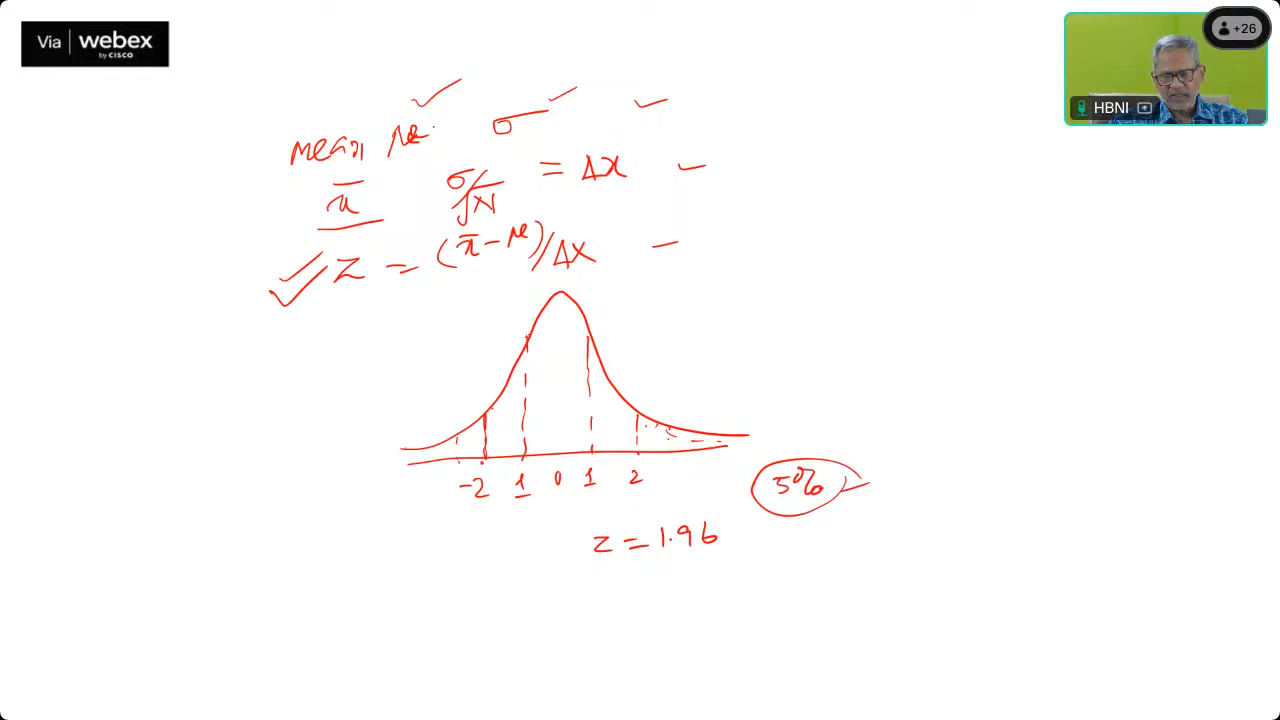 Via webex
by CISCO
+26
HBNI
mean μ σ
x̄ σ/√N = Δx
Z = (x̄ - μ)/Δx
-2 1 0 1 2
5%
z = 1.96